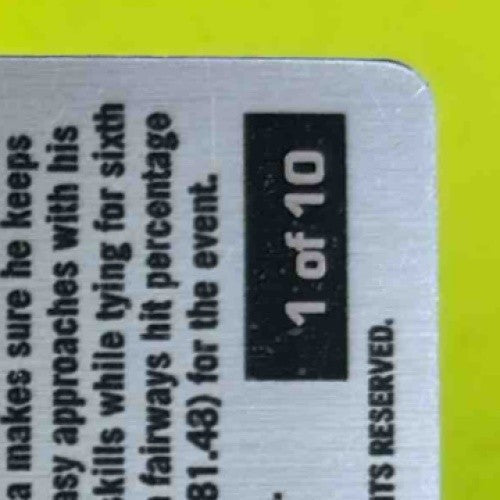 a makes sure he keeps
asy approaches with his
skills while tying for sixth
fairways hit percentage
81.48) for the event.
1 of 10
TS RESERVED.